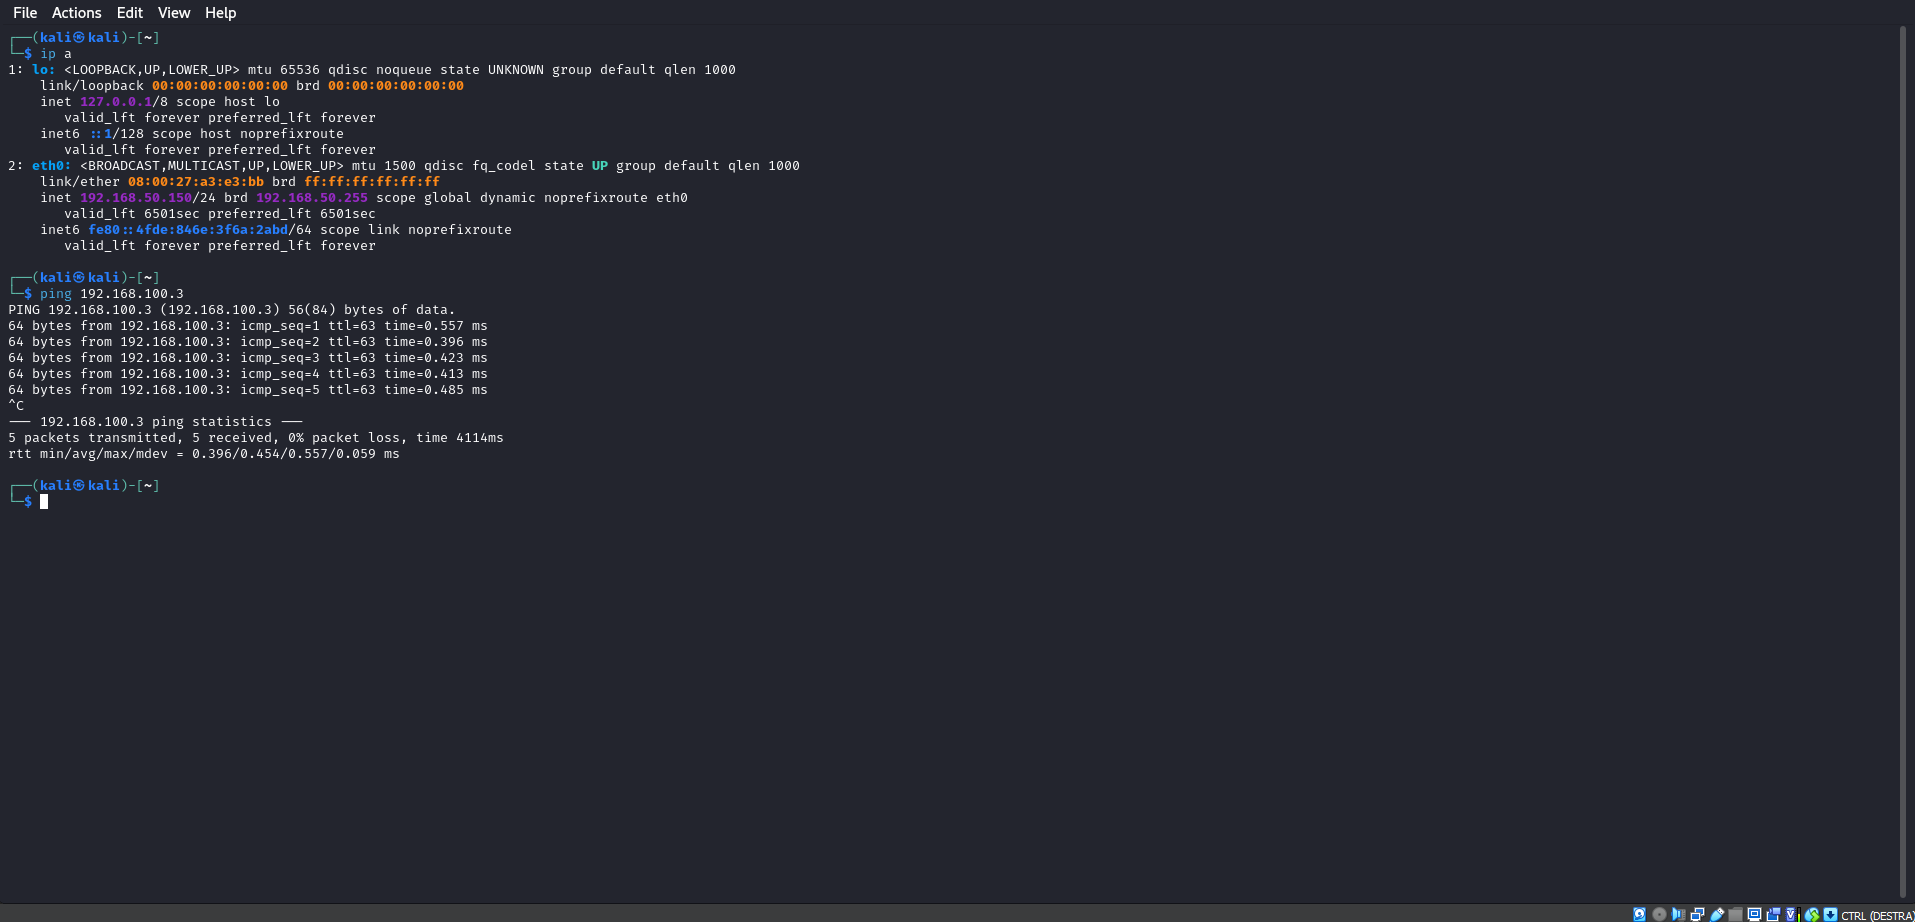 File Actions Edit View Help
┌──(kali㉿kali)-[~]
└─$ ip a
1: lo: <LOOPBACK,UP,LOWER_UP> mtu 65536 qdisc noqueue state UNKNOWN group default qlen 1000
    link/loopback 00:00:00:00:00:00 brd 00:00:00:00:00:00
    inet 127.0.0.1/8 scope host lo
       valid_lft forever preferred_lft forever
    inet6 ::1/128 scope host noprefixroute
       valid_lft forever preferred_lft forever
2: eth0: <BROADCAST,MULTICAST,UP,LOWER_UP> mtu 1500 qdisc fq_codel state UP group default qlen 1000
    link/ether 08:00:27:a3:e3:bb brd ff:ff:ff:ff:ff:ff
    inet 192.168.50.150/24 brd 192.168.50.255 scope global dynamic noprefixroute eth0
       valid_lft 6501sec preferred_lft 6501sec
    inet6 fe80::4fde:846e:3f6a:2abd/64 scope link noprefixroute
       valid_lft forever preferred_lft forever
┌──(kali㉿kali)-[~]
└─$ ping 192.168.100.3
PING 192.168.100.3 (192.168.100.3) 56(84) bytes of data.
64 bytes from 192.168.100.3: icmp_seq=1 ttl=63 time=0.557 ms
64 bytes from 192.168.100.3: icmp_seq=2 ttl=63 time=0.396 ms
64 bytes from 192.168.100.3: icmp_seq=3 ttl=63 time=0.423 ms
64 bytes from 192.168.100.3: icmp_seq=4 ttl=63 time=0.413 ms
64 bytes from 192.168.100.3: icmp_seq=5 ttl=63 time=0.485 ms
^C
--- 192.168.100.3 ping statistics ---
5 packets transmitted, 5 received, 0% packet loss, time 4114ms
rtt min/avg/max/mdev = 0.396/0.454/0.557/0.059 ms
┌──(kali㉿kali)-[~]
└─$
CTRL (DESTRA)